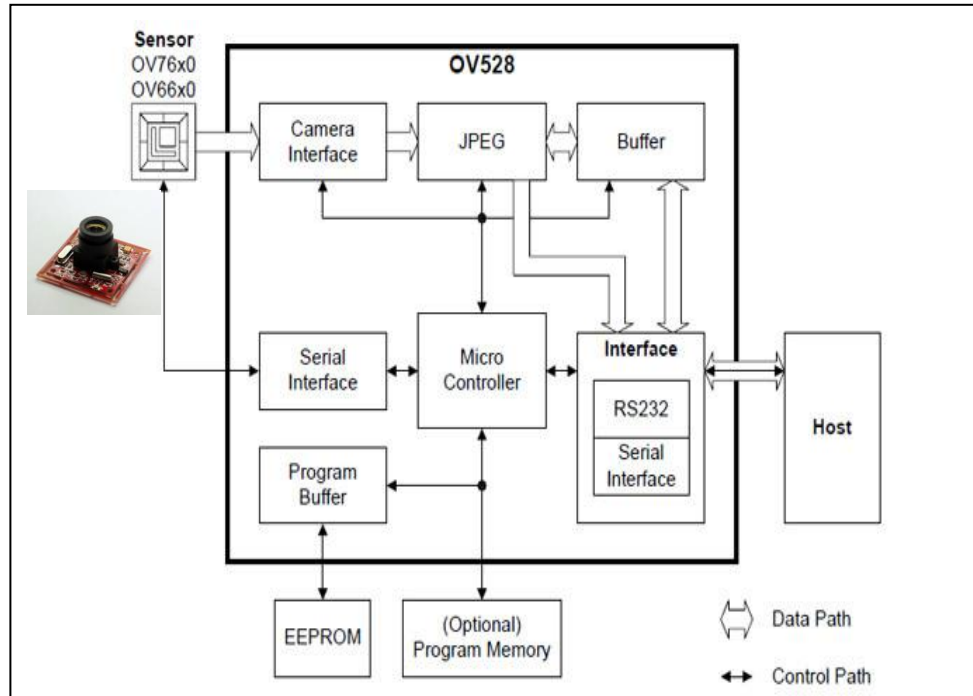 Sensor
OV76x0
OV66x0
OV528
Camera
Interface
JPEG
Buffer
Serial
Interface
Micro
Controller
Interface
RS232
Serial
Interface
Host
Program
Buffer
EEPROM
(Optional)
Program Memory
Data Path
Control Path